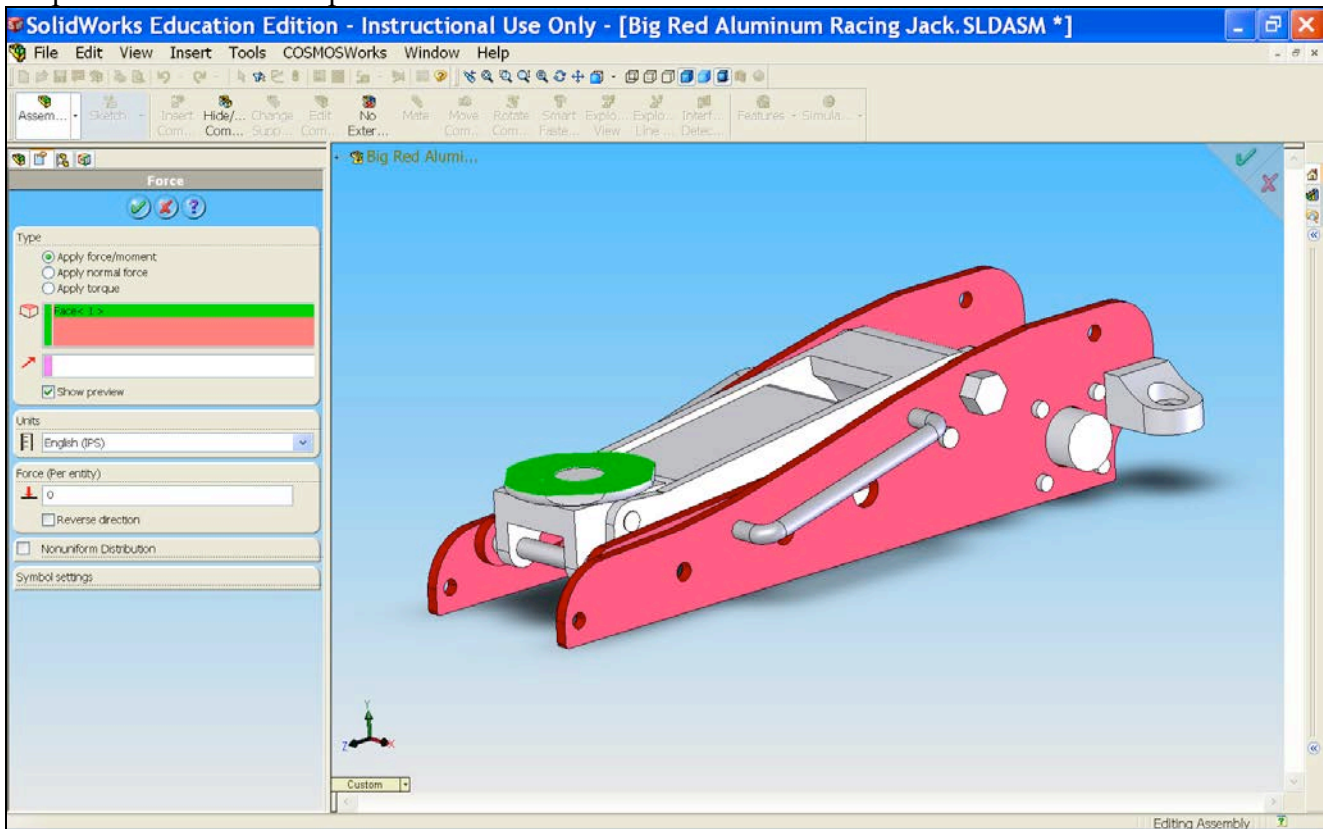 SolidWorks Education Edition - Instructional Use Only - [Big Red Aluminum Racing Jack.SLDASM *]
File Edit View Insert Tools COSMOSWorks Window Help
Assem... Sketch Insert Com... Hide/... Com... Change Supp... Edit Com... No Exter... Mate Move Com... Rotate Com... Smart Faste... Explo... View Explo... Line ... Interf... Detec... Features Simula...
Big Red Alumi...
Force
Type
Apply force/moment
Apply normal force
Apply torque
Face< 1 >
Show preview
Units
English (IPS)
Force (Per entity)
0
Reverse direction
Nonuniform Distribution
Symbol settings
Y
Z X
Custom
Editing Assembly